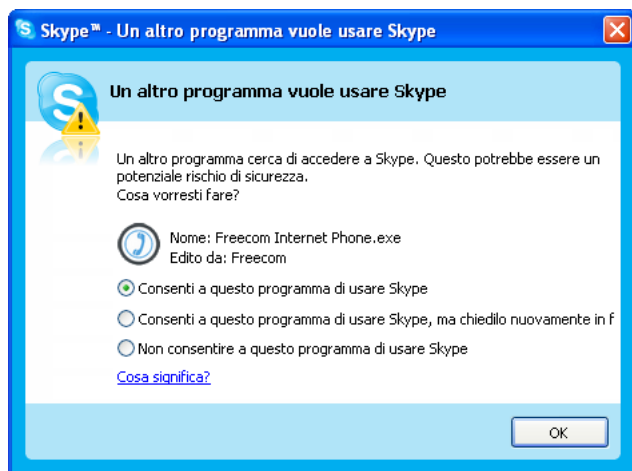 Skype™ - Un altro programma vuole usare Skype
Un altro programma vuole usare Skype
Un altro programma cerca di accedere a Skype. Questo potrebbe essere un
potenziale rischio di sicurezza.
Cosa vorresti fare?
Nome: Freecom Internet Phone.exe
Edito da: Freecom
Consenti a questo programma di usare Skype
Consenti a questo programma di usare Skype, ma chiedilo nuovamente in f
Non consentire a questo programma di usare Skype
Cosa significa?
OK